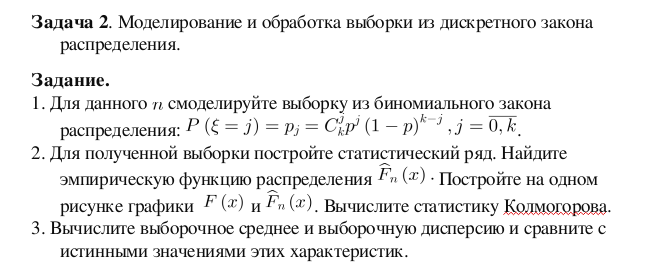 Задача 2. Моделирование и обработка выборки из дискретного закона
распределения.
Задание.
1. Для данного n смоделируйте выборку из биномиального закона
распределения: P (ξ = j) = p_j = C_k^j p^j (1 − p)^{k−j}, j = \overline{0, k}.
2. Для полученной выборки постройте статистический ряд. Найдите
эмпирическую функцию распределения \widehat{F}_n (x) . Постройте на одном
рисунке графики F (x) и \widehat{F}_n (x). Вычислите статистику Колмогорова.
3. Вычислите выборочное среднее и выборочную дисперсию и сравните с
истинными значениями этих характеристик.